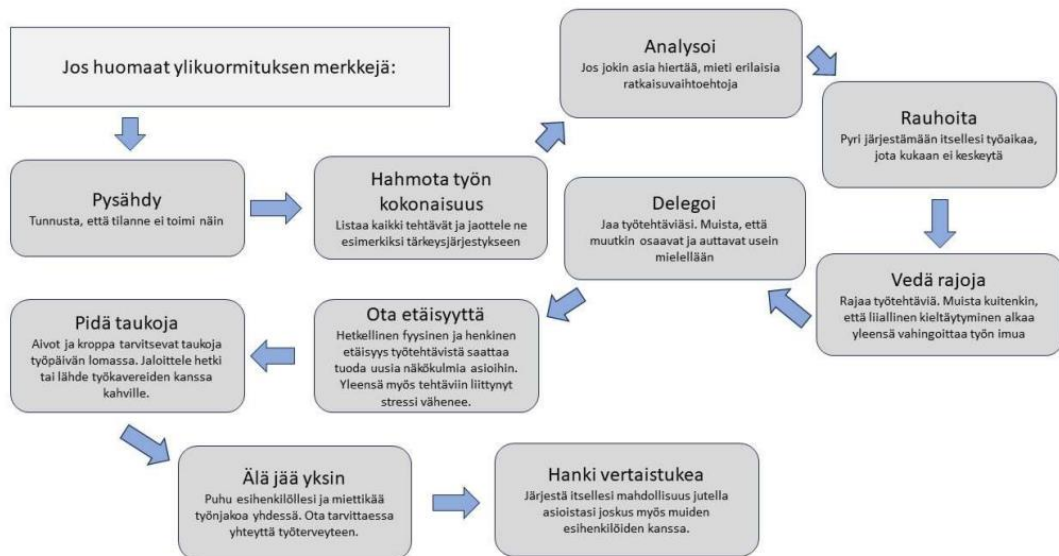 Jos huomaat ylikuormituksen merkkejä:
Pysähdy
Tunnusta, että tilanne ei toimi näin
Hahmota työn
kokonaisuus
Listaa kaikki tehtävät ja jaottele ne
esimerkiksi tärkeysjärjestykseen
Analysoi
Jos jokin asia hiertää, mieti erilaisia
ratkaisuvaihtoehtoja
Rauhoita
Pyri järjestämään itsellesi työaikaa,
jota kukaan ei keskeytä
Vedä rajoja
Rajaa työtehtäviä. Muista kuitenkin,
että liiallinen kieltäytyminen alkaa
yleensä vahingoittaa työn imua
Delegoi
Jaa työtehtäviäsi. Muista, että
muutkin osaavat ja auttavat usein
mielellään
Ota etäisyyttä
Hetkellinen fyysinen ja henkinen
etäisyys työtehtävistä saattaa
tuoda uusia näkökulmia asioihin.
Yleensä myös tehtäviin liittynyt
stressi vähenee.
Pidä taukoja
Aivot ja kroppa tarvitsevat taukoja
työpäivän lomassa. Jaloittele hetki
tai lähde työkavereiden kanssa
kahville.
Älä jää yksin
Puhu esihenkilöllesi ja miettikää
työnjakoa yhdessä. Ota tarvittaessa
yhteyttä työterveyteen.
Hanki vertaistukea
Järjestä itsellesi mahdollisuus jutella
asioistasi joskus myös muiden
esihenkilöiden kanssa.